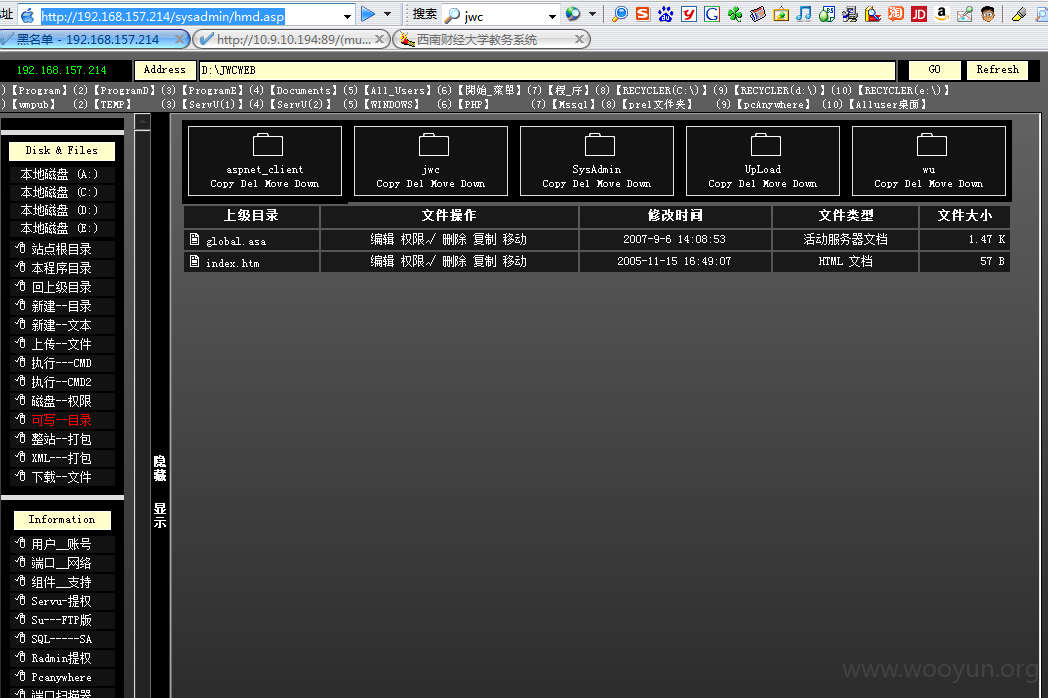 址 http://192.168.157.214/sysadmin/hmd.asp 搜索 jwc
黑名单 - 192.168.157.214 http://10.9.10.194:89/(mu... 西南财经大学教务系统
192.168.157.214 Address D:\JWCWEB GO Refresh
)【Program】(2)【ProgramD】(3)【ProgramE】(4)【Documents】(5)【All_Users】(6)【開始_菜單】(7)【程_序】(8)【RECYCLER(C:\)】(9)【RECYCLER(d:\)】(10)【RECYCLER(e:\)】
)【wmpub】 (2)【TEMP】 (3)【ServU(1)】(4)【ServU(2)】 (5)【WINDOWS】 (6)【PHP】 (7)【Mssql】(8)【prel文件夹】 (9)【pcAnywhere】 (10)【Alluser桌面】
Disk & Files
本地磁盘 (A:)
本地磁盘 (C:)
本地磁盘 (D:)
本地磁盘 (E:)
站点根目录
本程序目录
回上级目录
新建--目录
新建--文本
上传--文件
执行---CMD
执行--CMD2
磁盘--权限
可写--目录
整站--打包
XML---打包
下载--文件
Information
用户__账号
端口__网络
组件__支持
Servu-提权
Su---FTP版
SQL-----SA
Radmin提权
Pcanywhere
端口扫描器
隐藏
显示
aspnet_client jwc SysAdmin UpLoad wu
Copy Del Move Down Copy Del Move Down Copy Del Move Down Copy Del Move Down Copy Del Move Down
上级目录 文件操作 修改时间 文件类型 文件大小
global.asa 编辑 权限√ 删除 复制 移动 2007-9-6 14:08:53 活动服务器文档 1.47 K
index.htm 编辑 权限√ 删除 复制 移动 2005-11-15 16:49:07 HTML 文档 57 B
www.wooyun.org